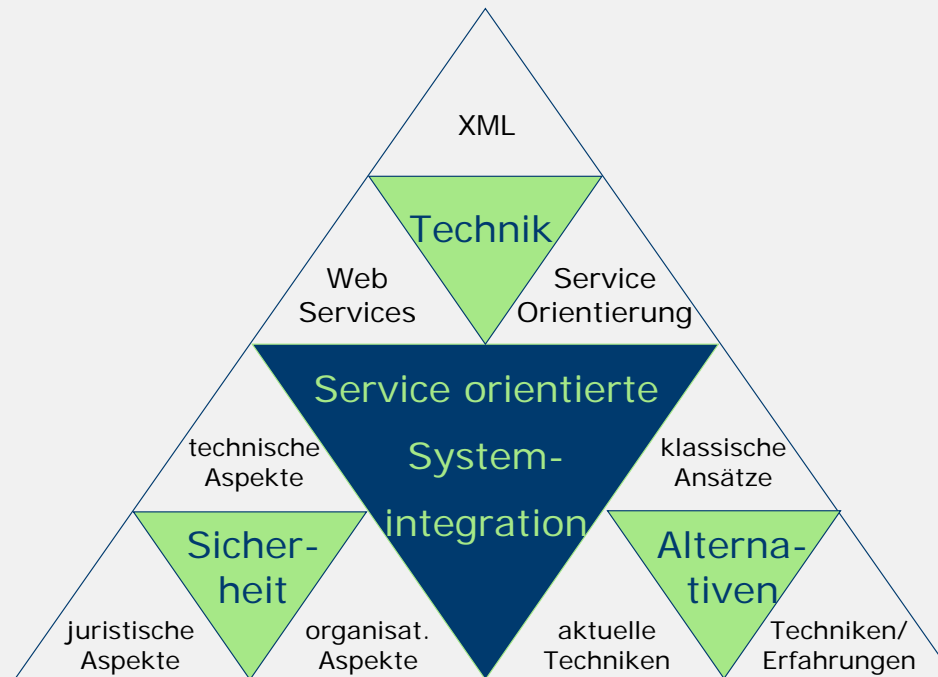 XML
Technik
Web
Services
Service
Orientierung
Service orientierte
System-
integration
technische
Aspekte
klassische
Ansätze
Sicher-
heit
Alterna-
tiven
juristische
Aspekte
organisat.
Aspekte
aktuelle
Techniken
Techniken/
Erfahrungen